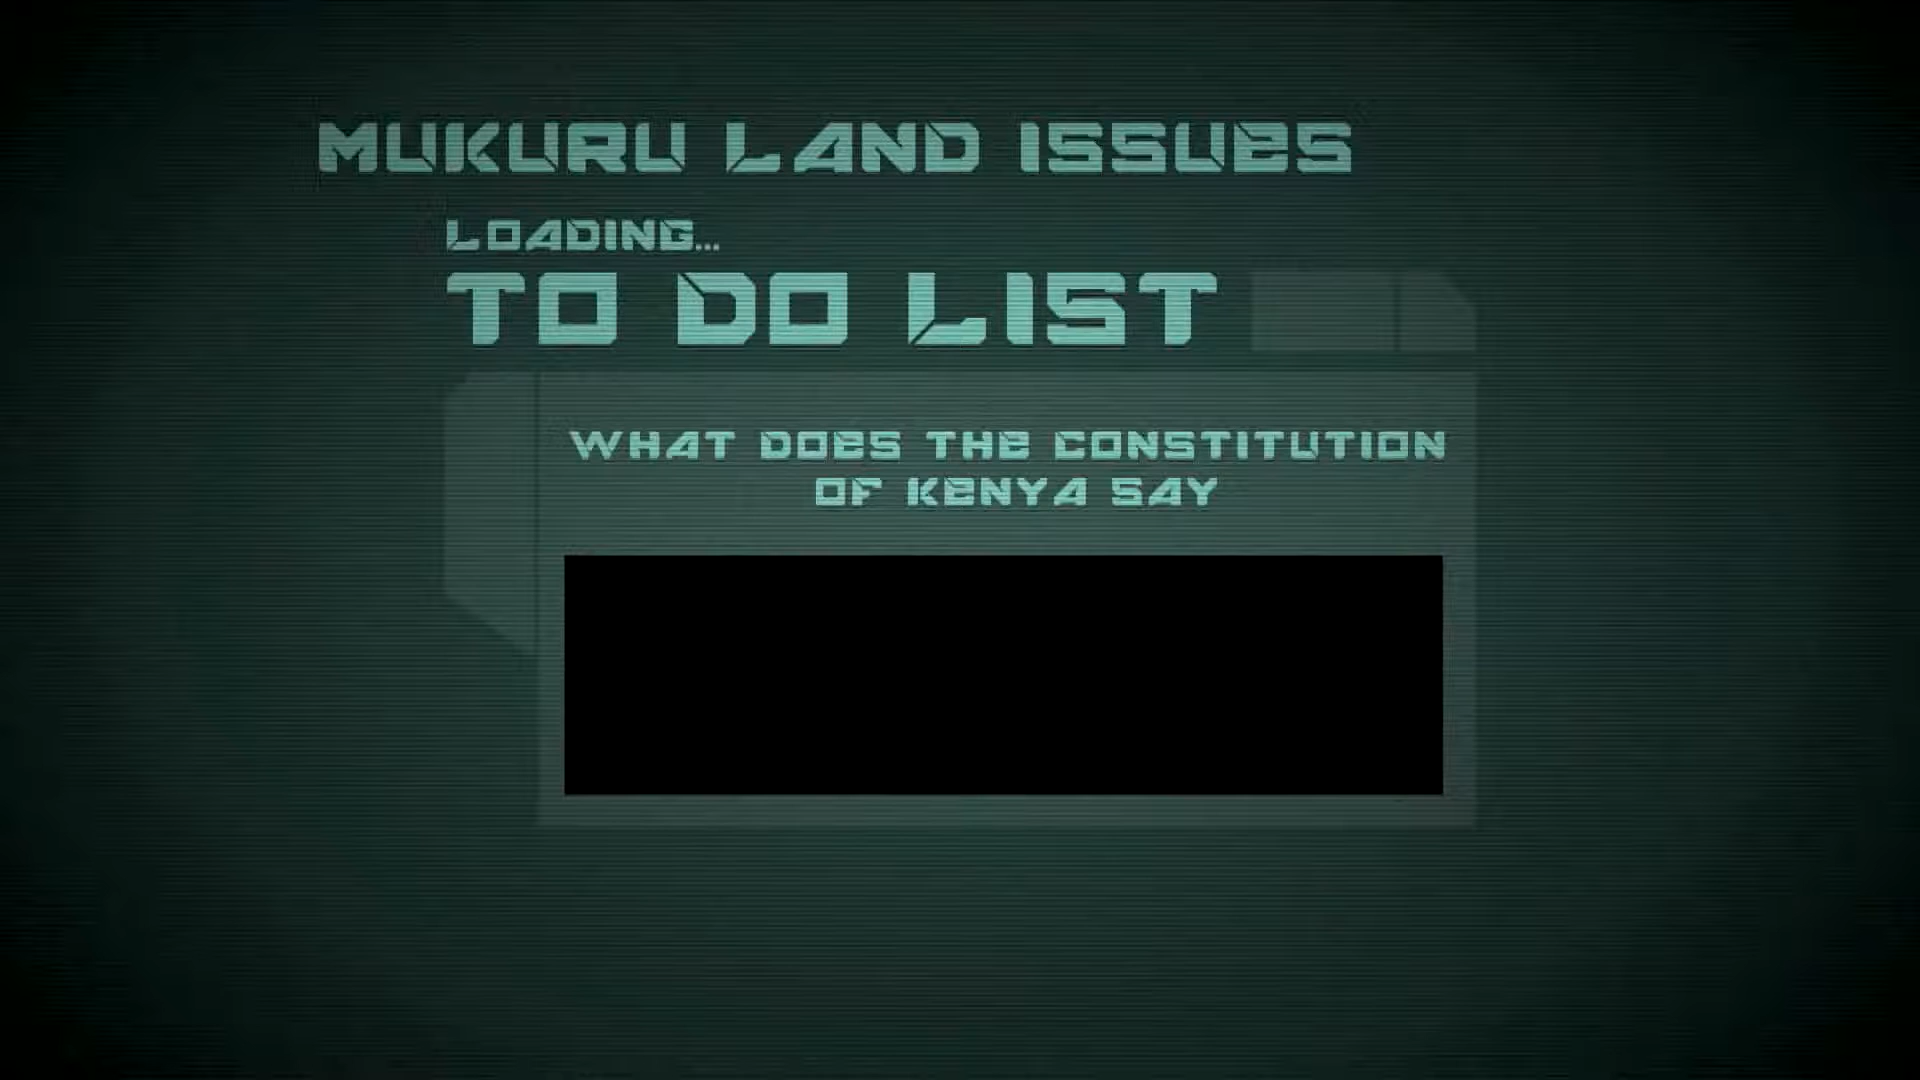 MUKURU LAND ISSUES
LOADING...
TO DO LIST
WHAT DOES THE CONSTITUTION
OF KENYA SAY